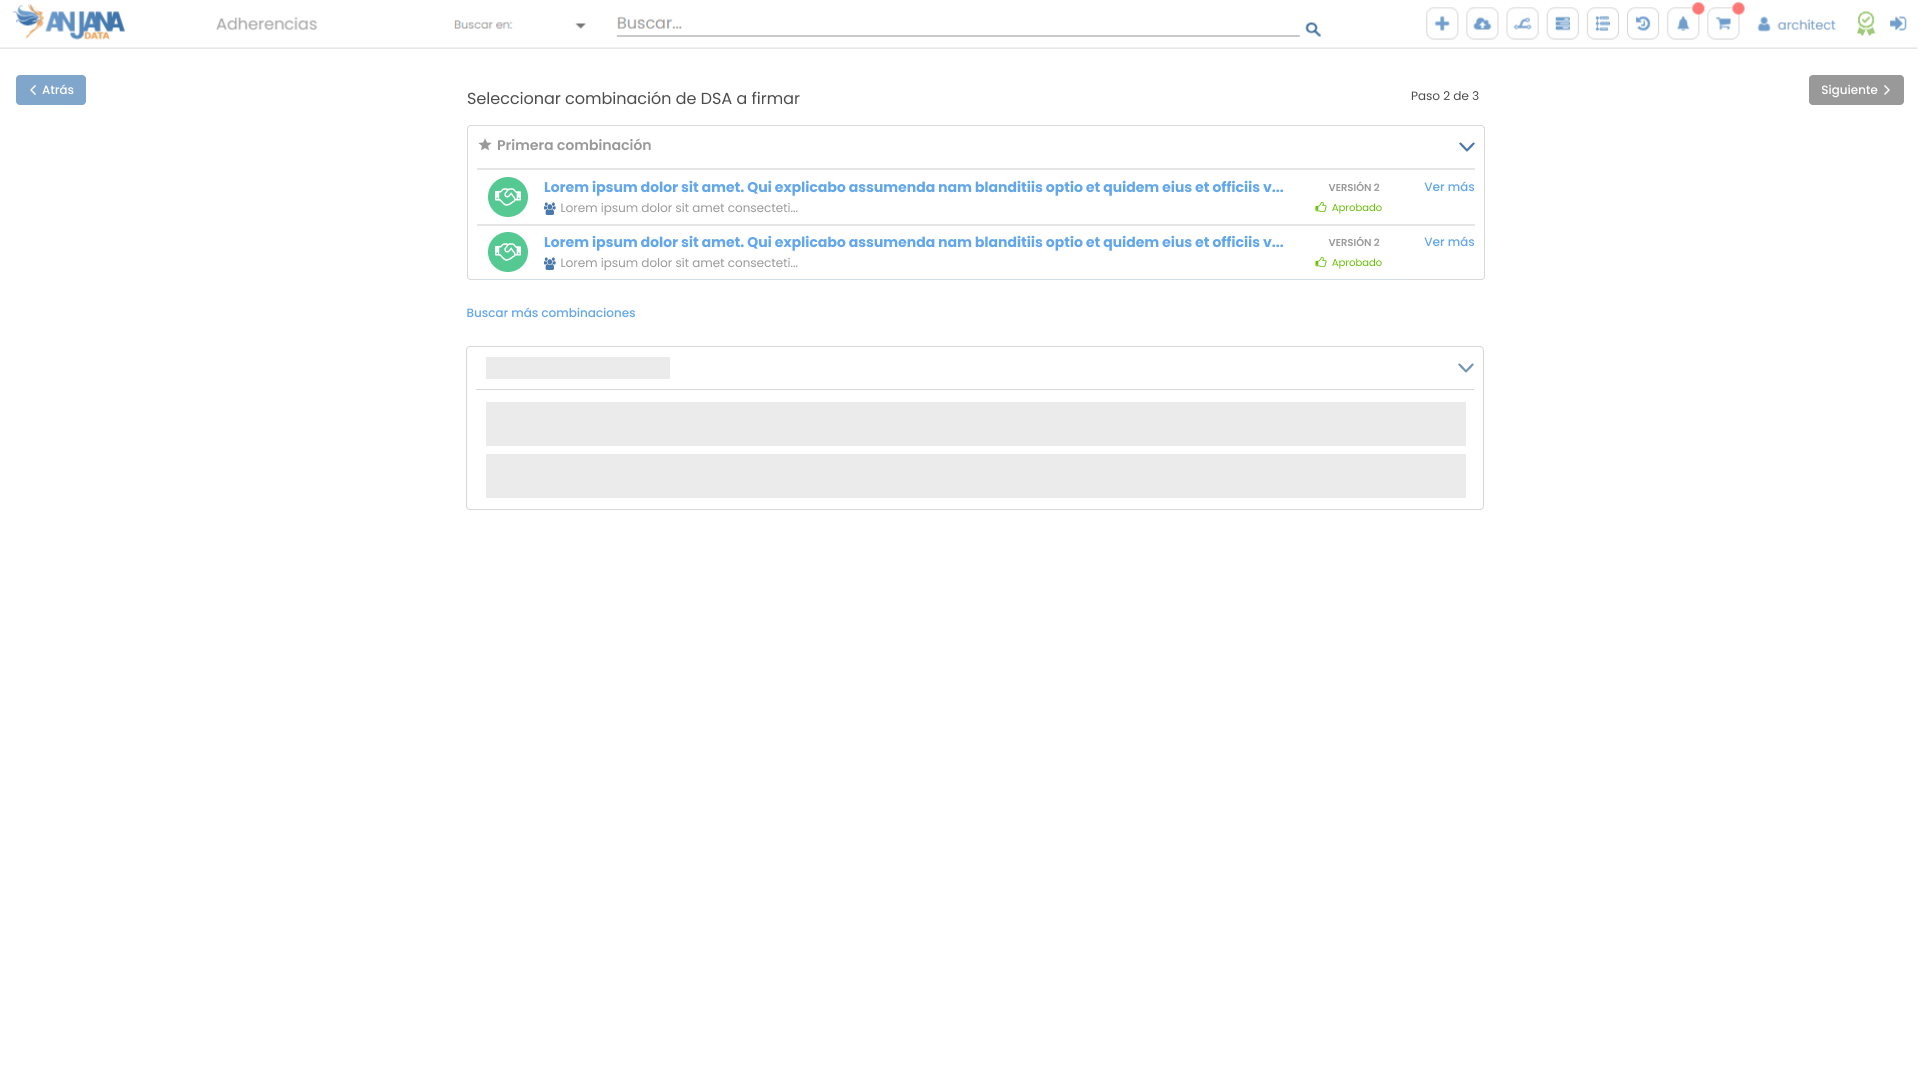 ANJANA DATA
Adherencias
Buscar en:
Buscar...
architect
Atrás
Siguiente
Seleccionar combinación de DSA a firmar
Paso 2 de 3
Primera combinación
Lorem ipsum dolor sit amet. Qui explicabo assumenda nam blanditiis optio et quidem eius et officiis v...
VERSIÓN 2
Ver más
Lorem ipsum dolor sit amet consecteti...
Aprobado
Lorem ipsum dolor sit amet. Qui explicabo assumenda nam blanditiis optio et quidem eius et officiis v...
VERSIÓN 2
Ver más
Lorem ipsum dolor sit amet consecteti...
Aprobado
Buscar más combinaciones